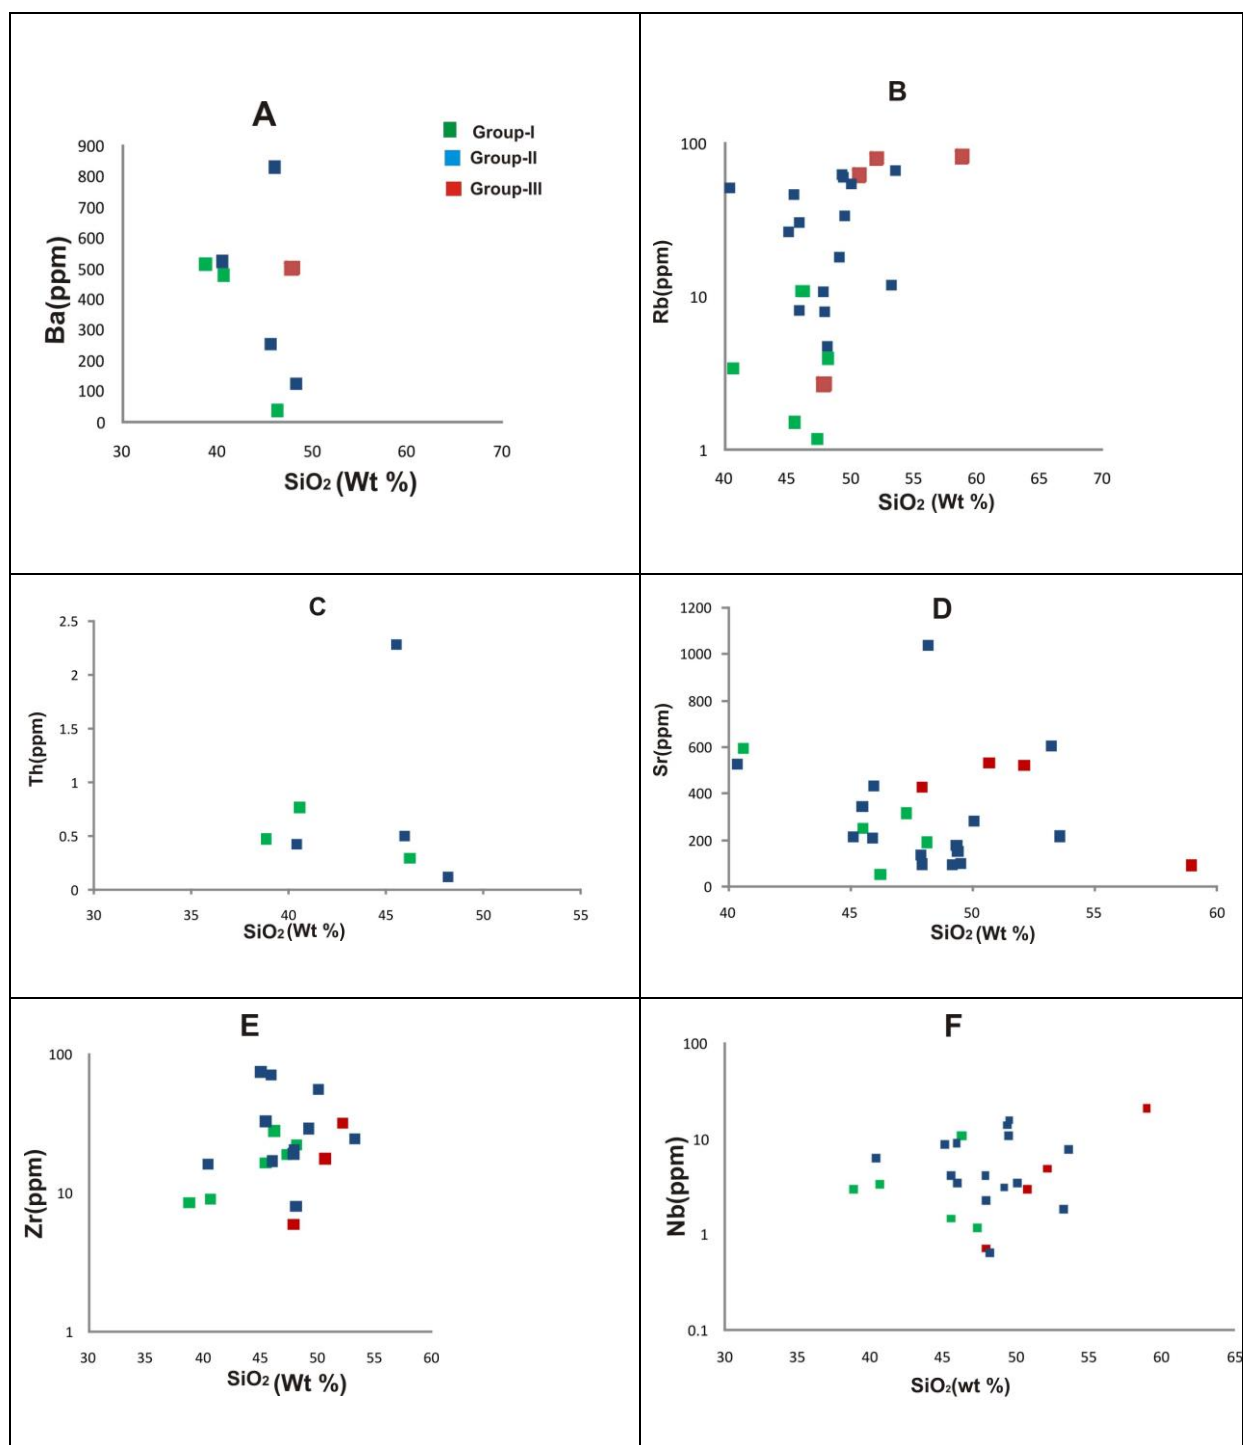 A
Group-I
Group-II
Group-III
900
800
700
600
500
400
300
200
100
0
Ba(ppm)
30 40 50 60 70
SiO₂ (Wt %)
B
100
10
1
Rb(ppm)
40 45 50 55 60 65 70
SiO₂ (Wt %)
C
2.5
2
1.5
1
0.5
0
Th(ppm)
30 35 40 45 50 55
SiO₂ (Wt %)
D
1200
1000
800
600
400
200
0
Sr(ppm)
40 45 50 55 60
SiO₂ (Wt %)
E
100
10
1
Zr(ppm)
30 35 40 45 50 55 60
SiO₂ (Wt %)
F
100
10
1
0.1
Nb(ppm)
30 35 40 45 50 55 60 65
SiO₂(wt %)